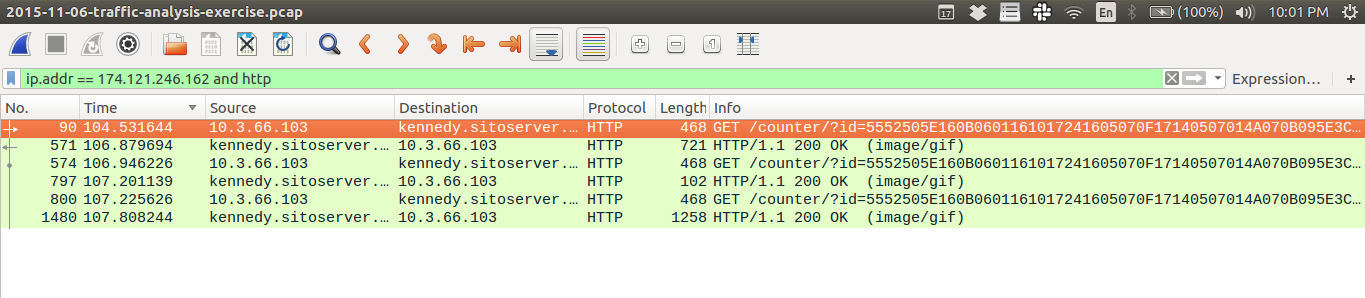 2015-11-06-traffic-analysis-exercise.pcap 17 En (100%) 10:01 PM
ip.addr == 174.121.246.162 and http Expression… +
No. Time Source Destination Protocol Length Info
90 104.531644 10.3.66.103 kennedy.sitoserver.… HTTP 468 GET /counter/?id=5552505E160B0601161017241605070F17140507014A070B095E3C…
571 106.879694 kennedy.sitoserver.… 10.3.66.103 HTTP 721 HTTP/1.1 200 OK (image/gif)
574 106.946226 10.3.66.103 kennedy.sitoserver.… HTTP 468 GET /counter/?id=5552505E160B0601161017241605070F17140507014A070B095E3C…
797 107.201139 kennedy.sitoserver.… 10.3.66.103 HTTP 102 HTTP/1.1 200 OK (image/gif)
800 107.225626 10.3.66.103 kennedy.sitoserver.… HTTP 468 GET /counter/?id=5552505E160B0601161017241605070F17140507014A070B095E3C…
1480 107.808244 kennedy.sitoserver.… 10.3.66.103 HTTP 1258 HTTP/1.1 200 OK (image/gif)